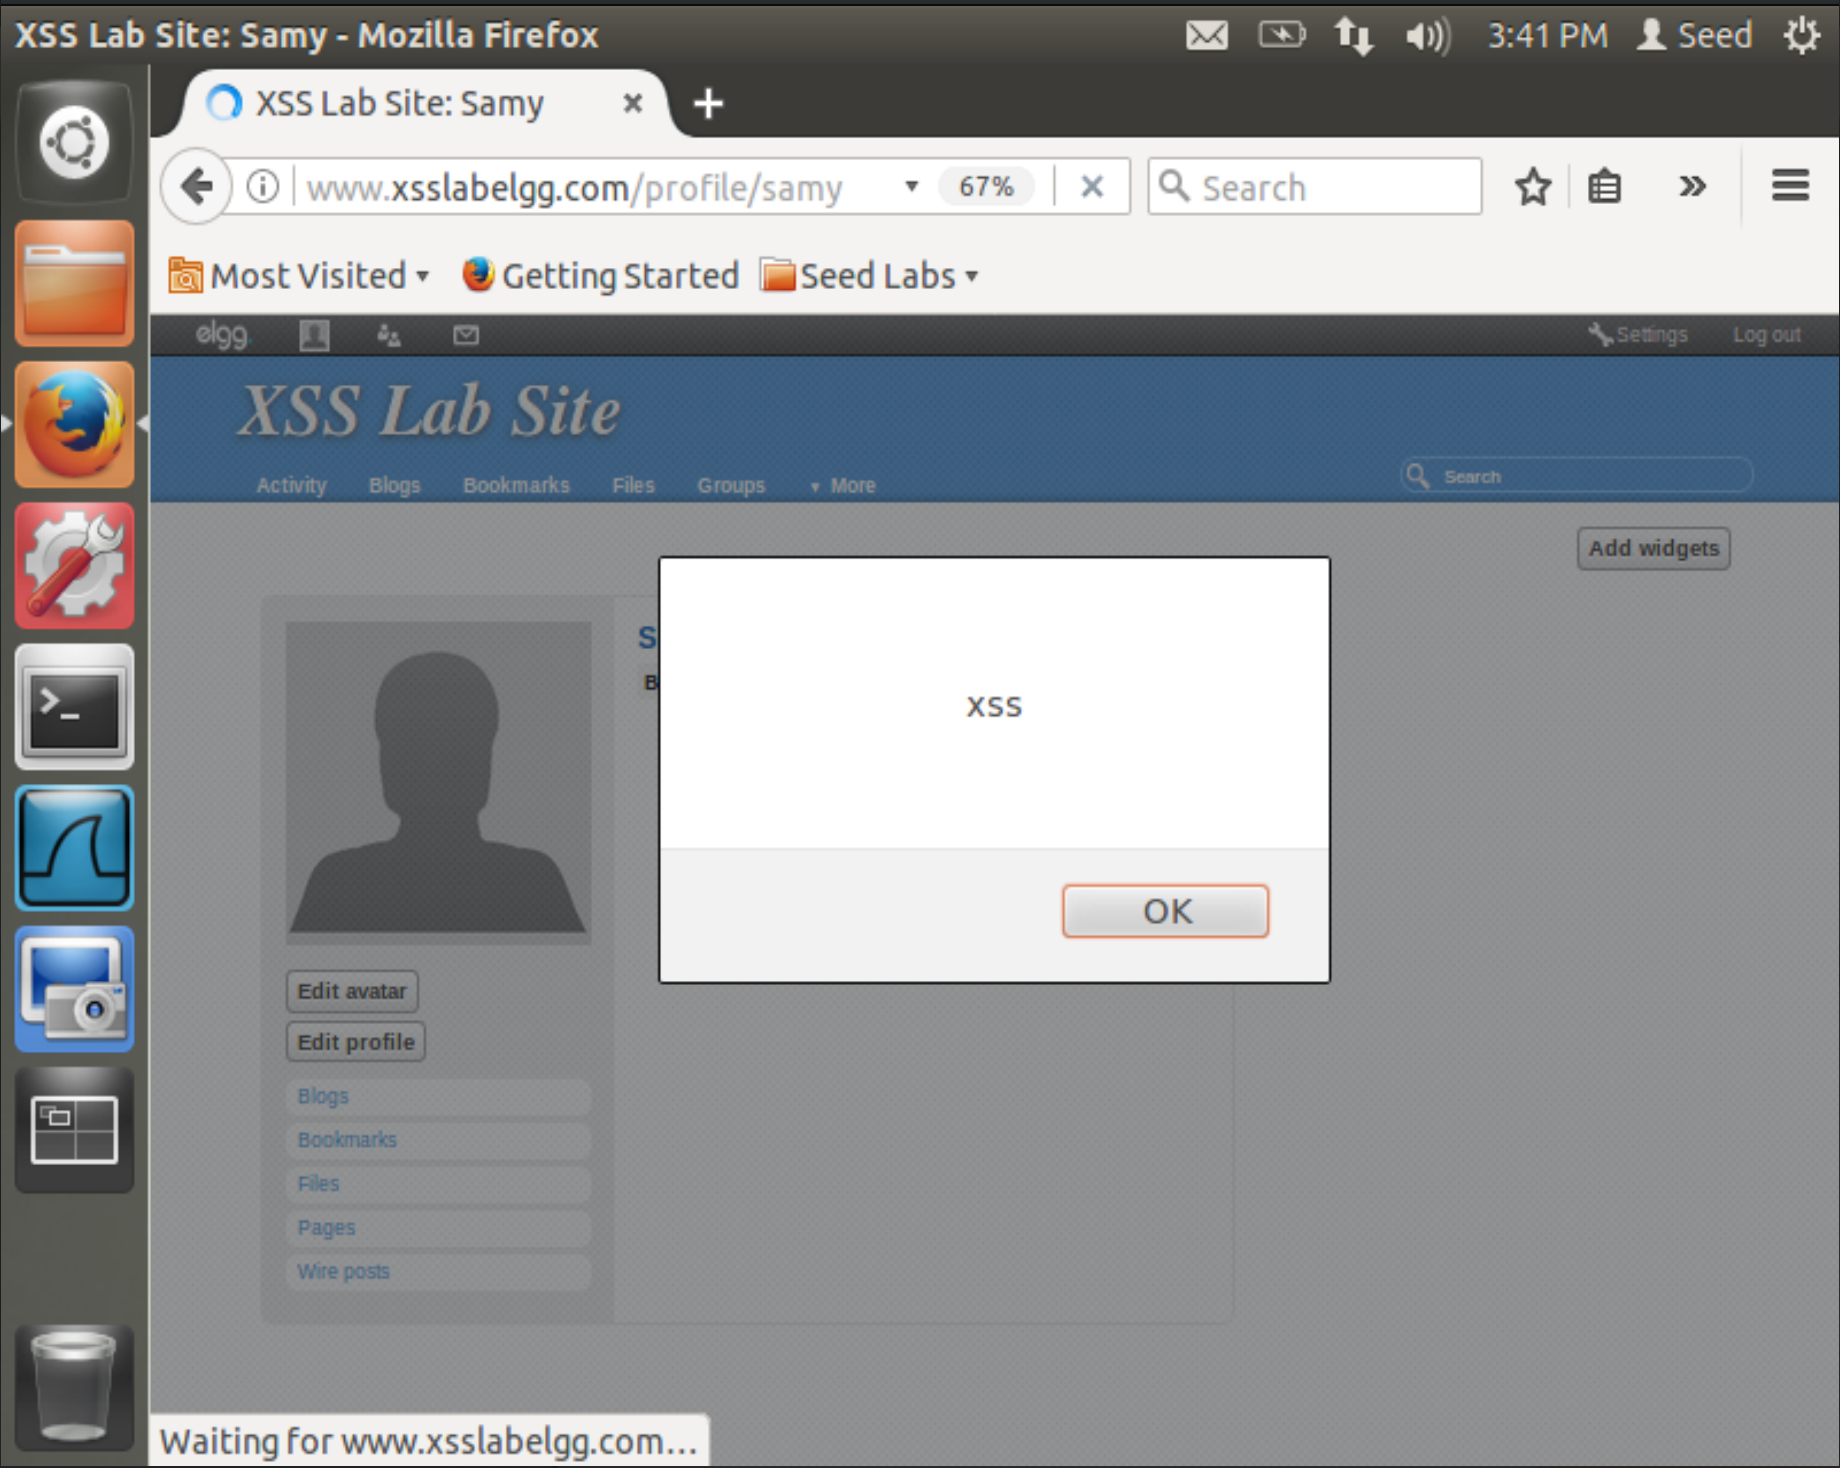 XSS Lab Site: Samy - Mozilla Firefox
3:41 PM Seed
XSS Lab Site: Samy
www.xsslabelgg.com/profile/samy 67% Search
Most Visited Getting Started Seed Labs
elgg. Settings Log out
XSS Lab Site
Activity Blogs Bookmarks Files Groups More Search
Add widgets
S
B
xss
OK
Edit avatar
Edit profile
Blogs
Bookmarks
Files
Pages
Wire posts
Waiting for www.xsslabelgg.com...